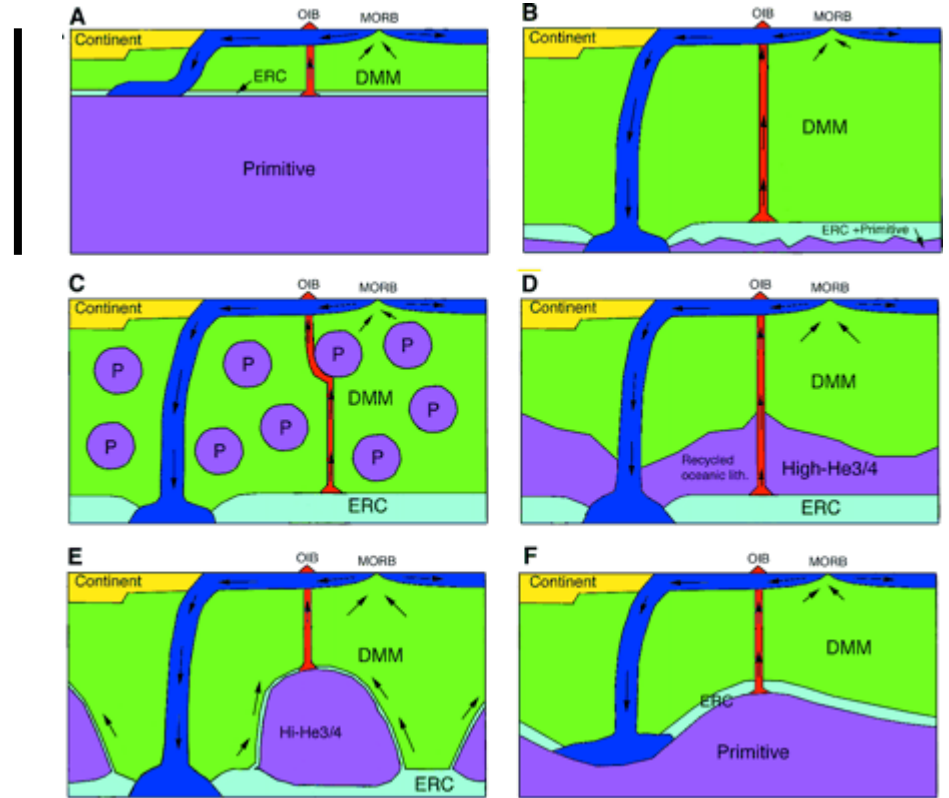 A
OIB
MORB
Continent
ERC
DMM
Primitive
B
OIB
MORB
Continent
DMM
ERC +Primitive
C
OIB
MORB
Continent
P
P
P
P
P
DMM
P
P
P
P
P
ERC
D
OIB
MORB
Continent
DMM
Recycled
oceanic lith.
High-He3/4
ERC
E
OIB
MORB
Continent
DMM
Hi-He3/4
ERC
F
OIB
MORB
Continent
DMM
ERC
Primitive